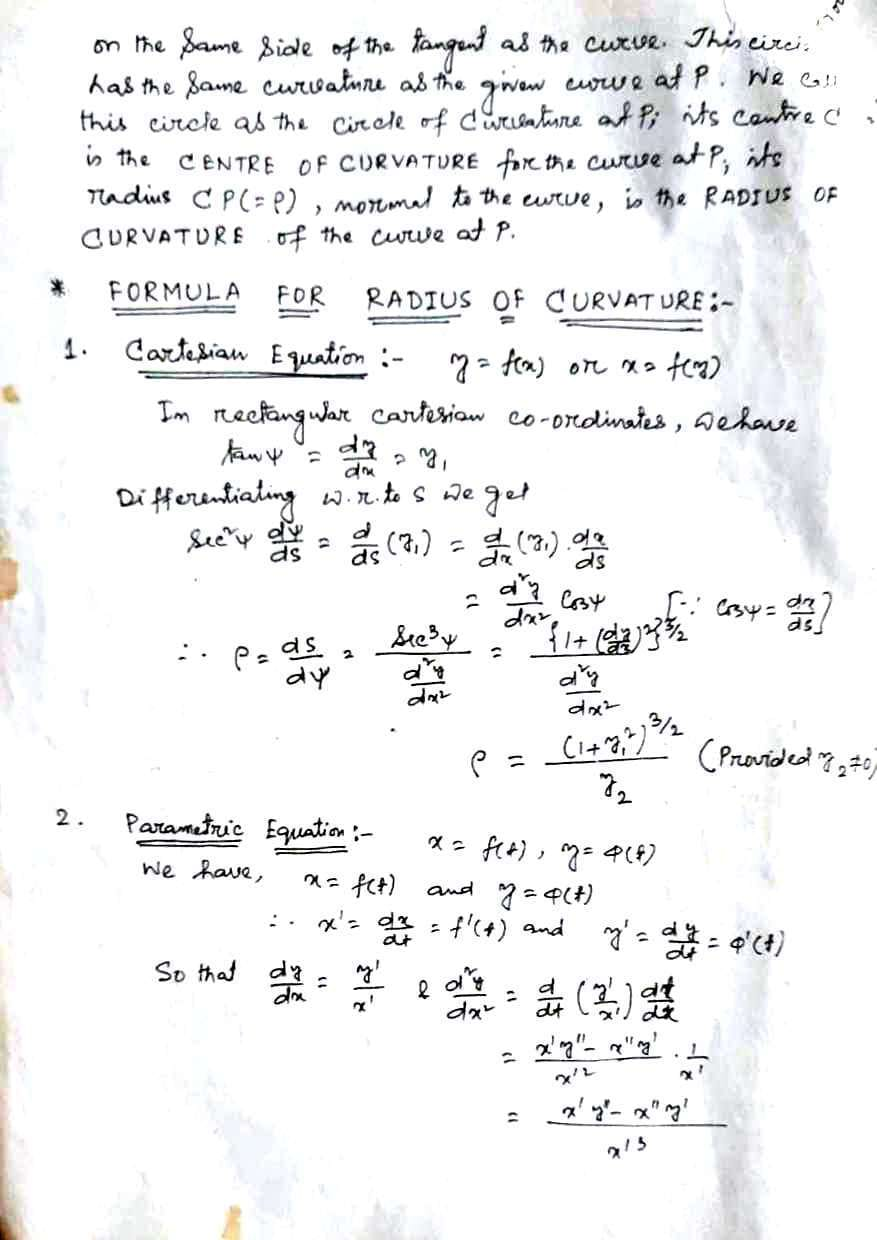 on the same side of the tangent as the curve. This
has the same curvature as the given curve at P. We
this circle as the circle of Curvature at P; its centre C
is the CENTRE OF CURVATURE for the curve at P, its
radius CP(=ρ), normal to the curve, is the RADIUS OF
CURVATURE of the curve at P.
* FORMULA FOR RADIUS OF CURVATURE:-
1. Cartesian Equation :- y = f(x) or x = f(y)
In rectangular cartesian co-ordinates, we have
tanψ = dy/dx = y₁
Differentiating w.r.to s we get
sec²ψ dψ/ds = d/ds (y₁) = d/dx (y₁) . dx/ds
= d²y/dx² cosψ [∵ cosψ = dx/ds]
∴ ρ = ds/dψ = sec³ψ / (d²y/dx²) = {1+(dy/dx)²}^3/2 / (d²y/dx²)
ρ = (1+y₁²)^3/2 / y₂ (Provided y₂≠0)
2. Parametric Equation :- x = f(t), y = φ(t)
We have, x = f(t) and y = φ(t)
∴ x' = dx/dt = f'(t) and y' = dy/dt = φ'(t)
So that dy/dx = y'/x' & d²y/dx² = d/dt (y'/x') dt/dx
= (x'y''- x''y')/x'² . 1/x'
= (x'y''- x''y')/x'³